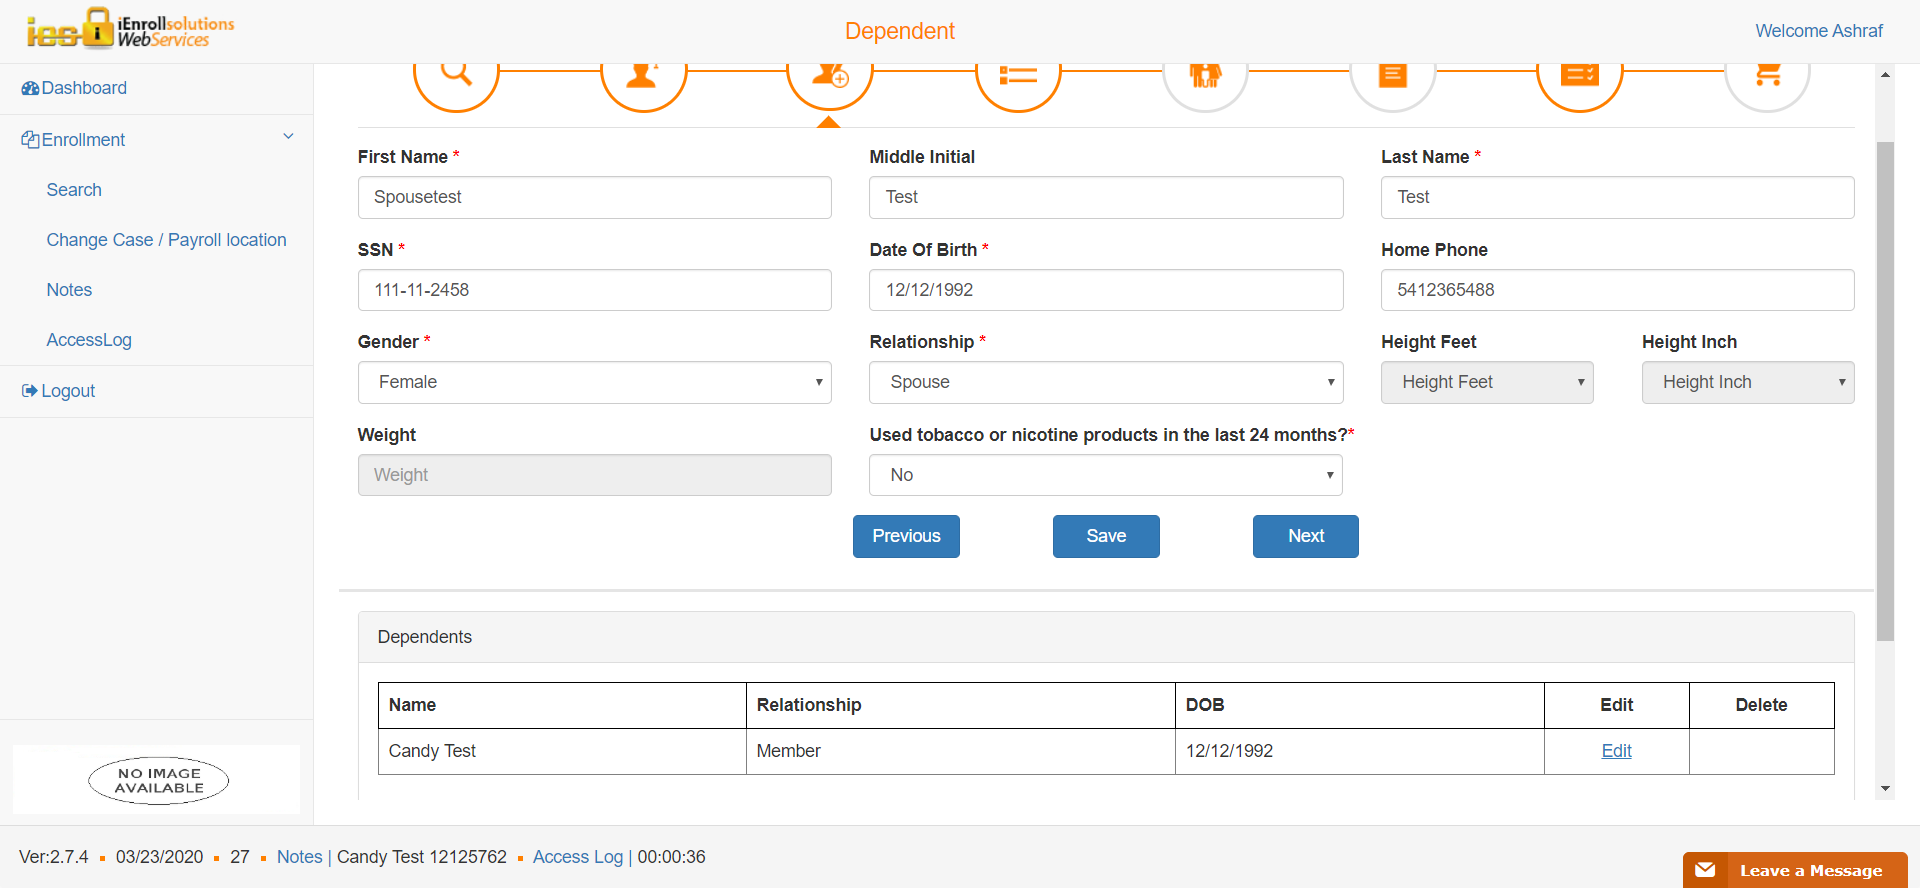 ies iEnrollsolutions
WebServices
Dependent
Welcome Ashraf
Dashboard
Enrollment
Search
Change Case / Payroll location
Notes
AccessLog
Logout
NO IMAGE
AVAILABLE
First Name * Middle Initial Last Name *
Spousetest Test Test
SSN * Date Of Birth * Home Phone
111-11-2458 12/12/1992 5412365488
Gender * Relationship * Height Feet Height Inch
Female Spouse Height Feet Height Inch
Weight Used tobacco or nicotine products in the last 24 months?*
Weight No
Previous Save Next
Dependents
Name Relationship DOB Edit Delete
Candy Test Member 12/12/1992 Edit
Ver:2.7.4 ▪ 03/23/2020 ▪ 27 ▪ Notes | Candy Test 12125762 ▪ Access Log | 00:00:36
Leave a Message